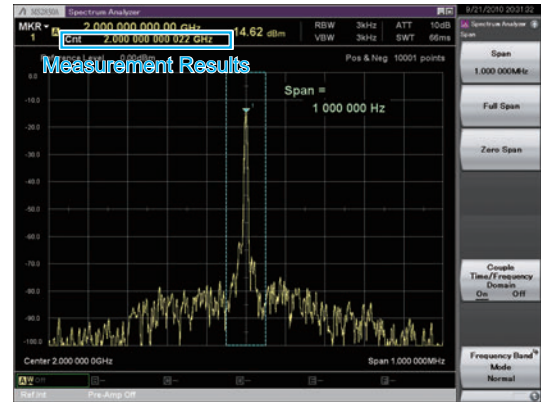 MS2830A Spectrum Analyzer
9/21/2010 20:31:32
MKR 1 2.000 000 000 00 GHz -14.62 dBm
Cnt 2.000 000 000 022 GHz
RBW 3kHz ATT 10dB
VBW 3kHz SWT 66ms
Reference Level 0.00dBm
Pos & Neg 10001 points
Measurement Results
Span =
1 000 000 Hz
1
0.0
-10.0
-20.0
-30.0
-40.0
-50.0
-60.0
-70.0
-80.0
-90.0
-100.0
Center 2.000 000 0GHz
Span 1.000 000MHz
Ref.Int Pre-Amp Off
Spectrum Analyzer
Span
Span
1.000 000MHz
Full Span
Zero Span
Couple
Time/Frequency
Domain
On Off
Frequency Band
Mode
Normal